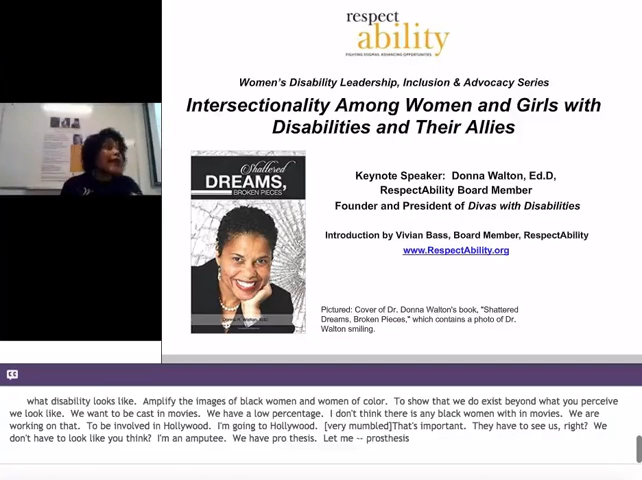 respect
ability
FIGHTING STIGMA. ADVANCING OPPORTUNITIES.
Women's Disability Leadership, Inclusion & Advocacy Series
Intersectionality Among Women and Girls with
Disabilities and Their Allies
Shattered
DREAMS,
BROKEN PIECES
Keynote Speaker: Donna Walton, Ed.D,
RespectAbility Board Member
Founder and President of Divas with Disabilities
Introduction by Vivian Bass, Board Member, RespectAbility
www.RespectAbility.org
Pictured: Cover of Dr. Donna Walton's book, "Shattered
Dreams, Broken Pieces," which contains a photo of Dr.
Walton smiling.
what disability looks like. Amplify the images of black women and women of color. To show that we do exist beyond what you perceive
we look like. We want to be cast in movies. We have a low percentage. I don't think there is any black women with in movies. We are
working on that. To be involved in Hollywood. I'm going to Hollywood. [very mumbled]That's important. They have to see us, right? We
don't have to look like you think? I'm an amputee. We have pro thesis. Let me -- prosthesis